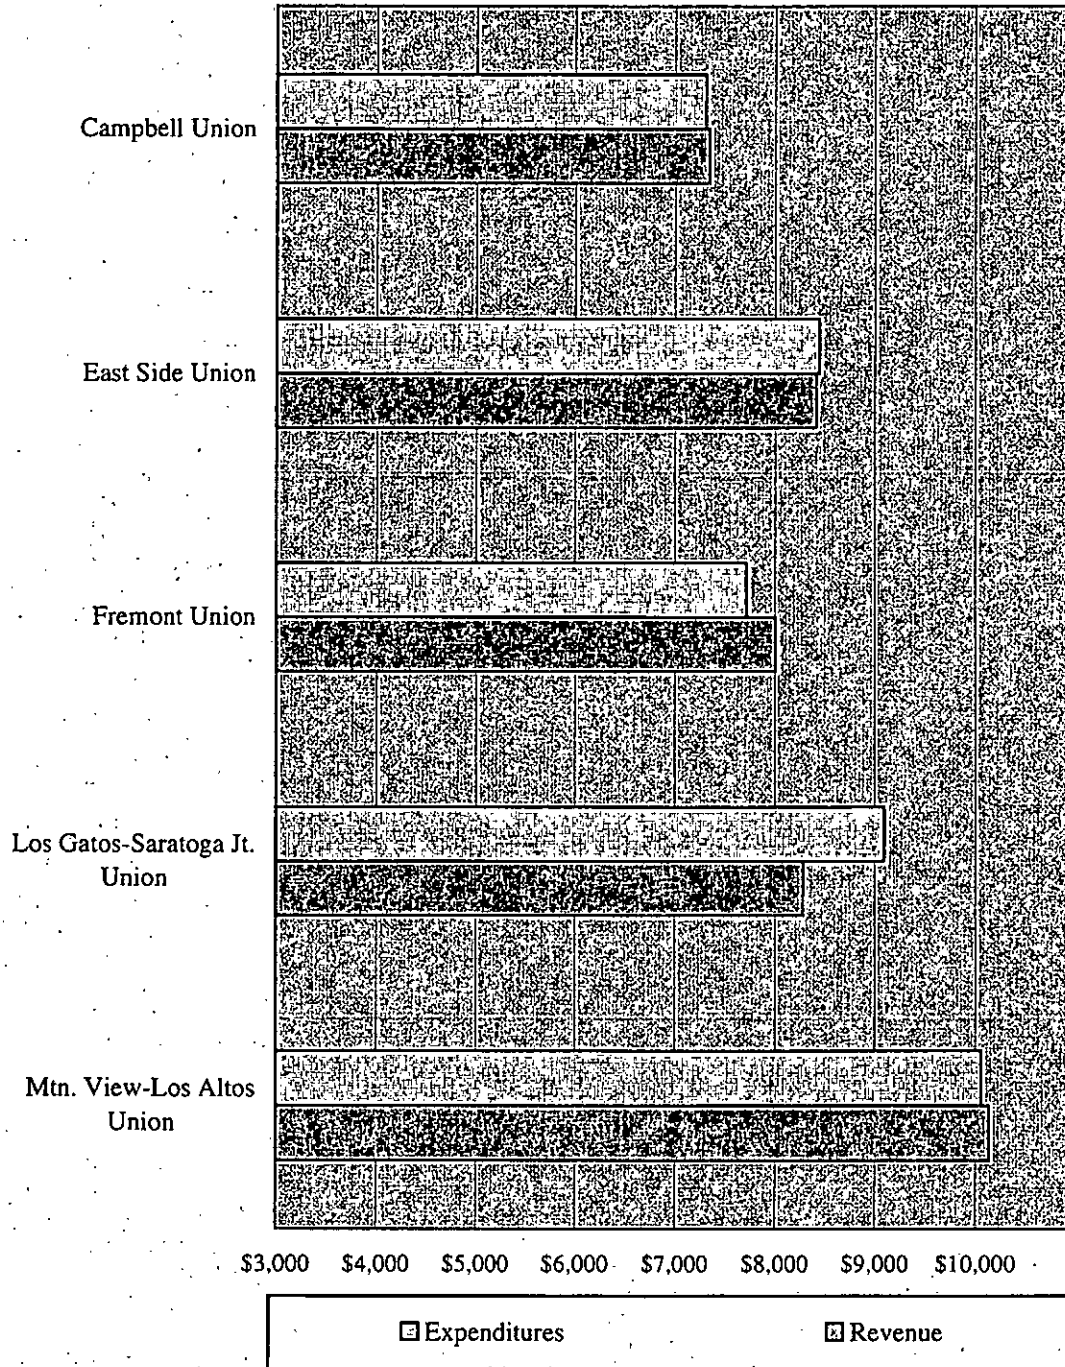 Campbell Union
East Side Union
Fremont Union
Los Gatos-Saratoga Jt.
Union
Mtn. View-Los Altos
Union
$3,000 $4,000 $5,000 $6,000 $7,000 $8,000 $9,000 $10,000
Expenditures Revenue